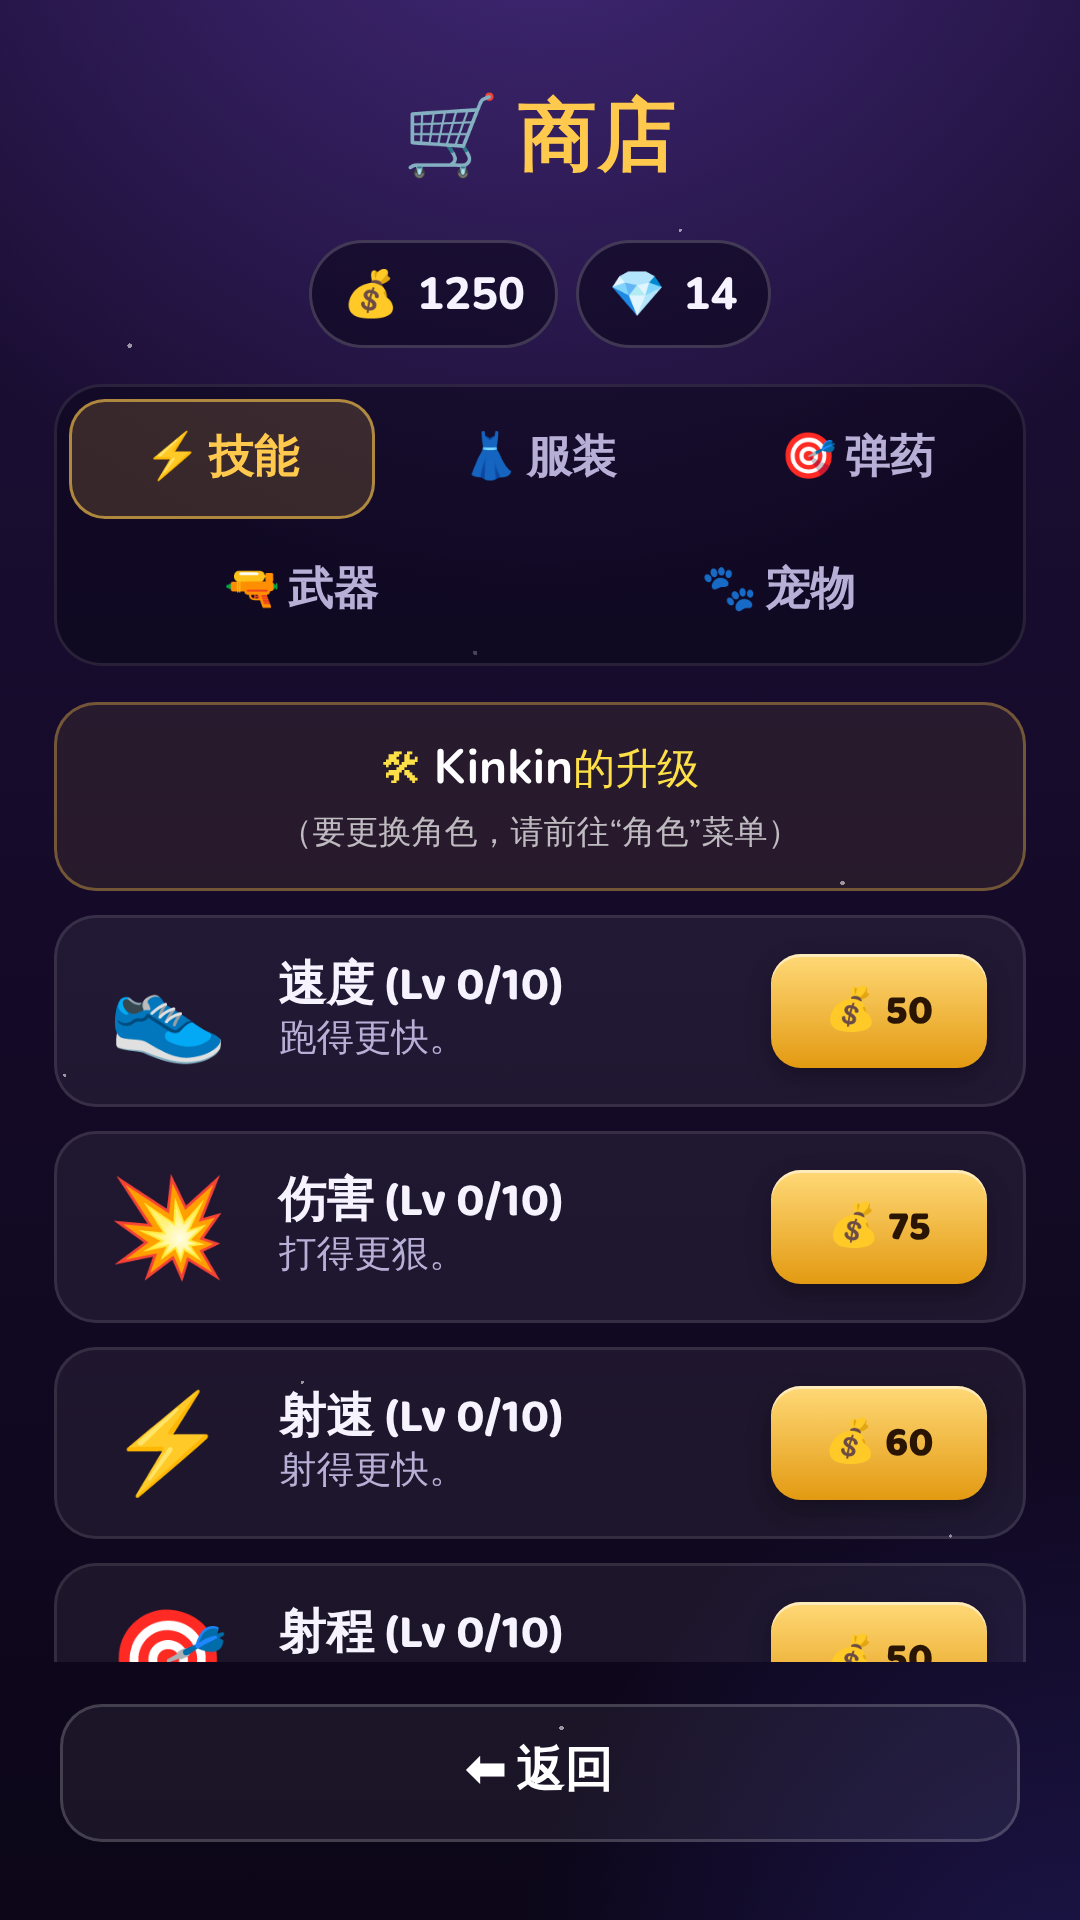 商店
1250
14
技能
服装
弹药
武器
宠物
Kinkin的升级
（要更换角色，请前往“角色”菜单）
速度 (Lv 0/10)
跑得更快。
50
伤害 (Lv 0/10)
打得更狠。
75
射速 (Lv 0/10)
射得更快。
60
射程 (Lv 0/10)
50
返回